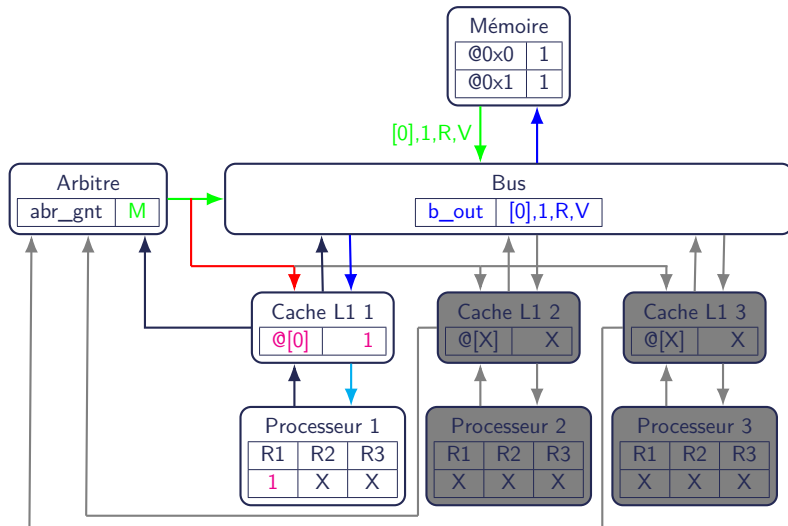 Mémoire
@0x0 1
@0x1 1
[0],1,R,V
Arbitre
abr_gnt M
Bus
b_out [0],1,R,V
Cache L1 1
@[0] 1
Cache L1 2
@[X] X
Cache L1 3
@[X] X
Processeur 1
R1 R2 R3
1 X X
Processeur 2
R1 R2 R3
X X X
Processeur 3
R1 R2 R3
X X X